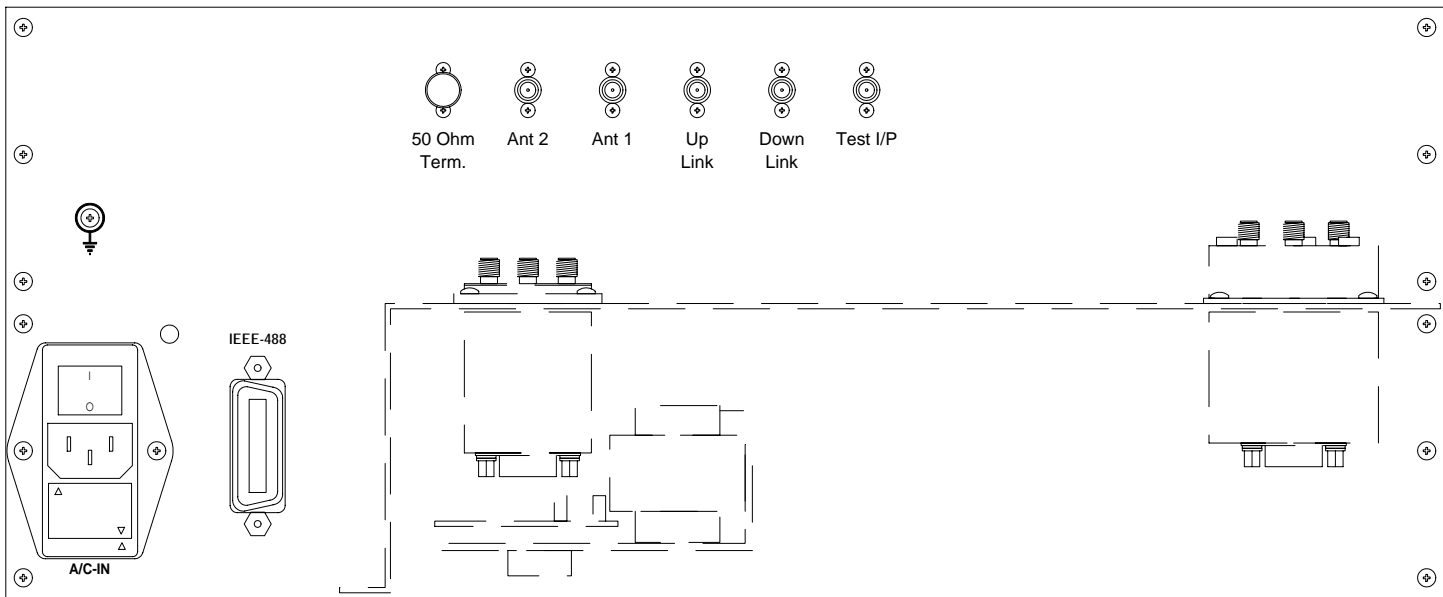 50 Ohm
Term.
Ant 2
Ant 1
Up
Link
Down
Link
Test I/P
IEEE-488
I
O
A/C-IN